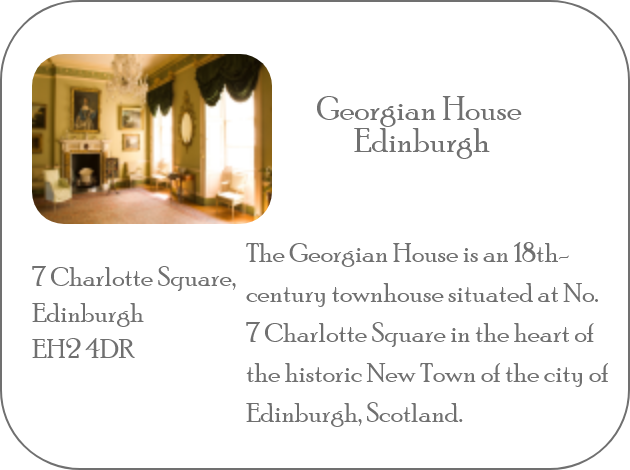 Georgian House
Edinburgh
7 Charlotte Square,
Edinburgh
EH2 4DR
The Georgian House is an 18th-
century townhouse situated at No.
7 Charlotte Square in the heart of
the historic New Town of the city of
Edinburgh, Scotland.